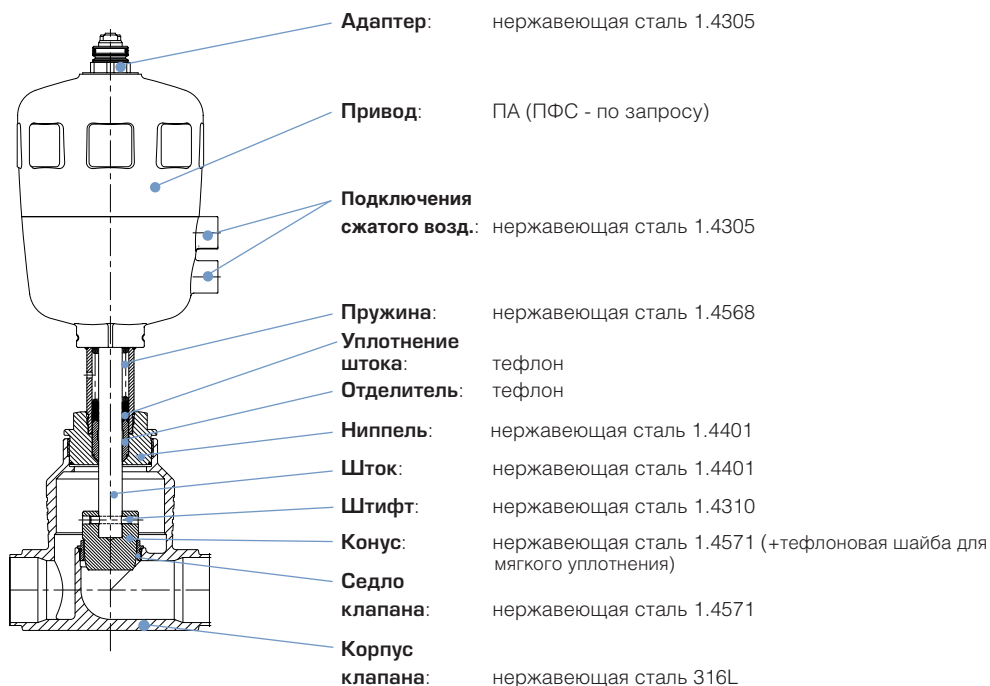 Адаптер: нержавеющая сталь 1.4305
Привод: ПА (ПФС - по запросу)
Подключения
сжатого возд.: нержавеющая сталь 1.4305
Пружина: нержавеющая сталь 1.4568
Уплотнение
штока: тефлон
Отделитель: тефлон
Ниппель: нержавеющая сталь 1.4401
Шток: нержавеющая сталь 1.4401
Штифт: нержавеющая сталь 1.4310
Конус: нержавеющая сталь 1.4571 (+тефлоновая шайба для
мягкого уплотнения)
Седло
клапана: нержавеющая сталь 1.4571
Корпус
клапана: нержавеющая сталь 316L